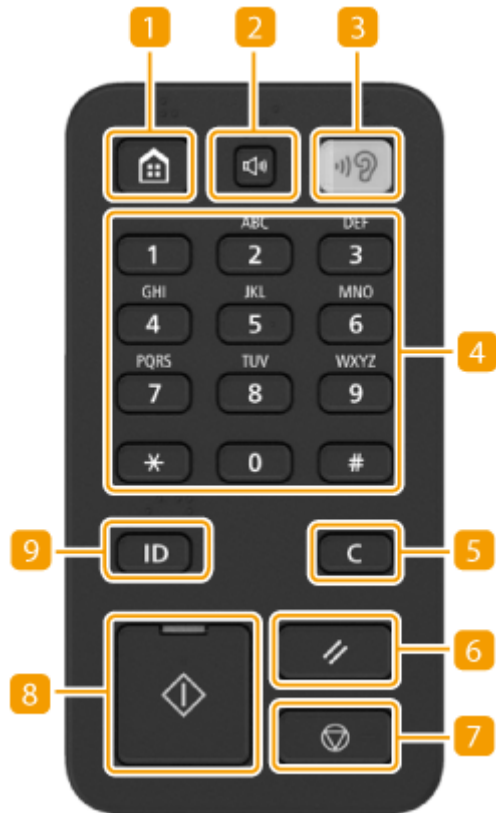 1 2 3
ABC DEF
1 2 3
GHI JKL MNO
4 5 6
4
PQRS TUV WXYZ
7 8 9
* 0 #
9 ID C 5
6
8
7